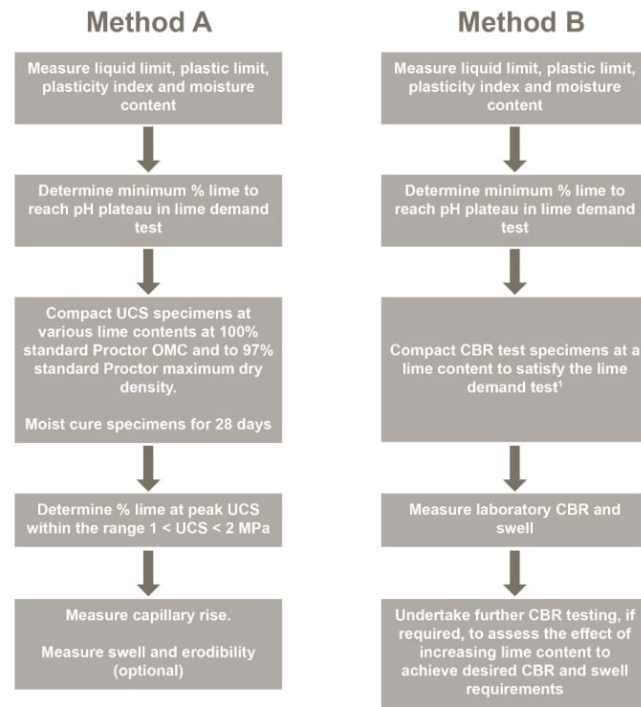 Method A
Measure liquid limit, plastic limit,
plasticity index and moisture
content
Determine minimum % lime to
reach pH plateau in lime demand
test
Compact UCS specimens at
various lime contents at 100%
standard Proctor OMC and to 97%
standard Proctor maximum dry
density.
Moist cure specimens for 28 days
Determine % lime at peak UCS
within the range 1 < UCS < 2 MPa
Measure capillary rise.
Measure swell and erodibility
(optional)
Method B
Measure liquid limit, plastic limit,
plasticity index and moisture
content
Determine minimum % lime to
reach pH plateau in lime demand
test
Compact CBR test specimens at a
lime content to satisfy the lime
demand test¹
Measure laboratory CBR and
swell
Undertake further CBR testing, if
required, to assess the effect of
increasing lime content to
achieve desired CBR and swell
requirements